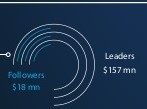 Leaders
$157 mn
Followers
$18 mn